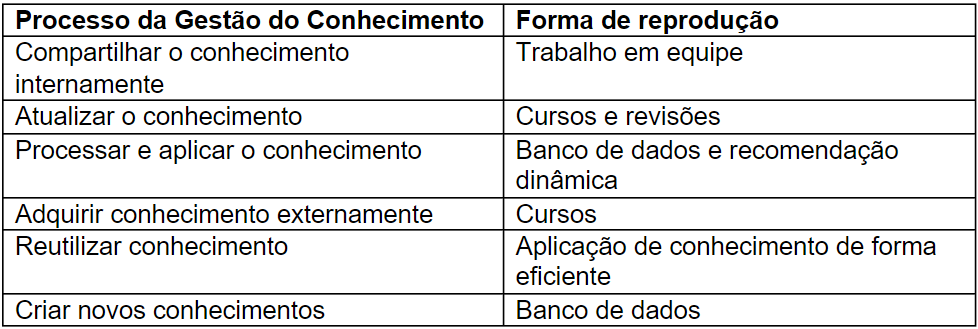 Processo da Gestão do Conhecimento Forma de reprodução
Compartilhar o conhecimento Trabalho em equipe
internamente
Atualizar o conhecimento Cursos e revisões
Processar e aplicar o conhecimento Banco de dados e recomendação
dinâmica
Adquirir conhecimento externamente Cursos
Reutilizar conhecimento Aplicação de conhecimento de forma
eficiente
Criar novos conhecimentos Banco de dados